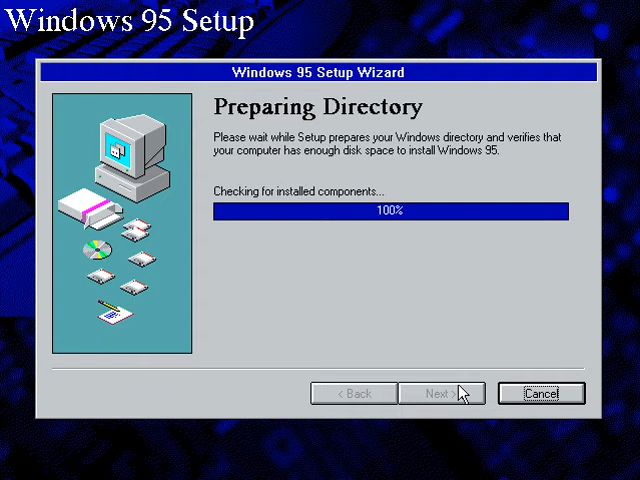 Windows 95 Setup
Windows 95 Setup Wizard
Preparing Directory
Please wait while Setup prepares your Windows directory and verifies that
your computer has enough disk space to install Windows 95.
Checking for installed components...
100%
< Back
Next >
Cancel